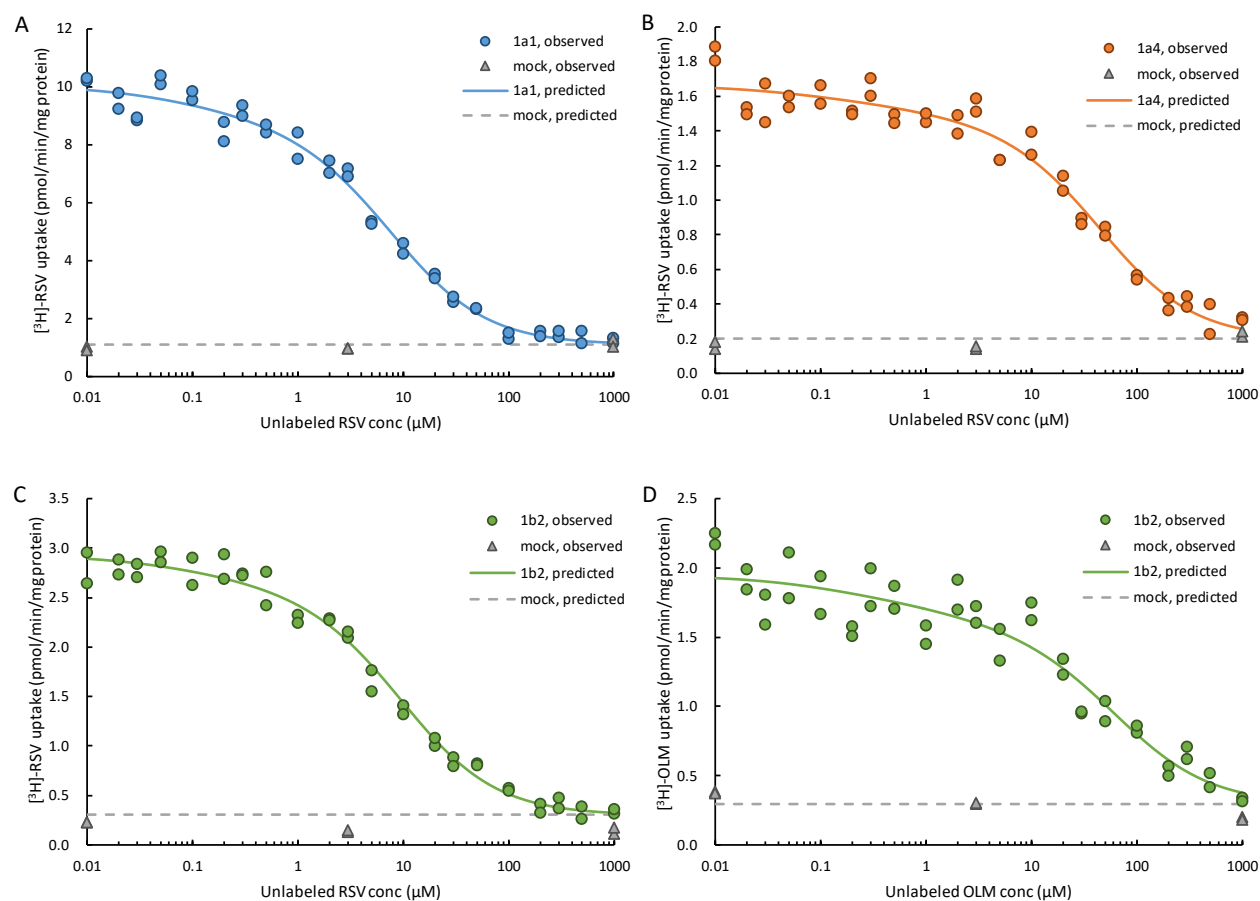 A
12
10
8
6
4
2
0
[³H]-RSV uptake (pmol/min/mg protein)
0.01 0.1 1 10 100 1000
Unlabeled RSV conc (µM)
1a1, observed
mock, observed
1a1, predicted
mock, predicted
B
2.0
1.8
1.6
1.4
1.2
1.0
0.8
0.6
0.4
0.2
0.0
[³H]-RSV uptake (pmol/min/mg protein)
0.01 0.1 1 10 100 1000
Unlabeled RSV conc (µM)
1a4, observed
mock, observed
1a4, predicted
mock, predicted
C
3.5
3.0
2.5
2.0
1.5
1.0
0.5
0.0
[³H]-RSV uptake (pmol/min/mg protein)
0.01 0.1 1 10 100 1000
Unlabeled RSV conc (µM)
1b2, observed
mock, observed
1b2, predicted
mock, predicted
D
2.5
2.0
1.5
1.0
0.5
0.0
[³H]-OLM uptake (pmol/min/mg protein)
0.01 0.1 1 10 100 1000
Unlabeled OLM conc (µM)
1b2, observed
mock, observed
1b2, predicted
mock, predicted